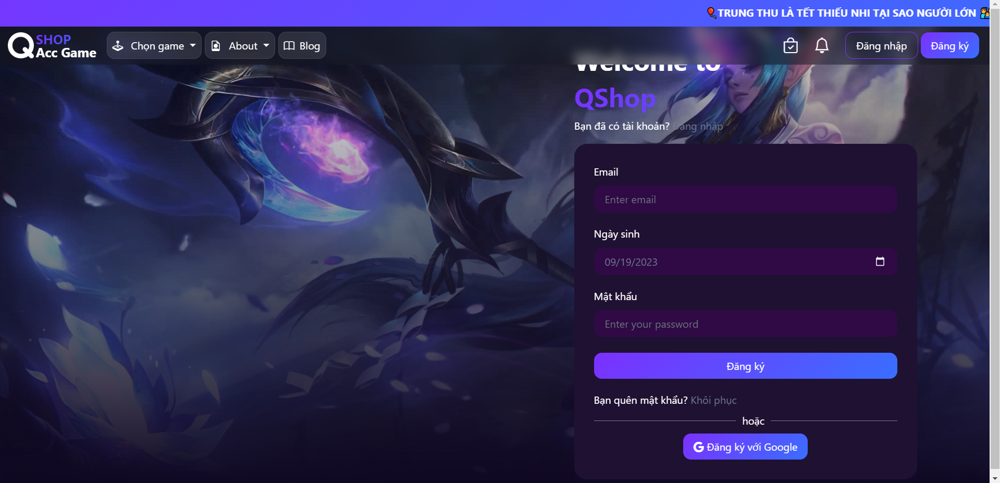 🎈TRUNG THU LÀ TẾT THIẾU NHI TẠI SAO NGƯỜI LỚN 👨‍👩‍👦
Q SHOP
Acc Game
Chọn game
About
Blog
Đăng nhập
Đăng ký
Welcome to
QShop
Bạn đã có tài khoản? Đăng nhập
Email
Enter email
Ngày sinh
09/19/2023
Mật khẩu
Enter your password
Đăng ký
Bạn quên mật khẩu? Khôi phục
hoặc
G Đăng ký với Google